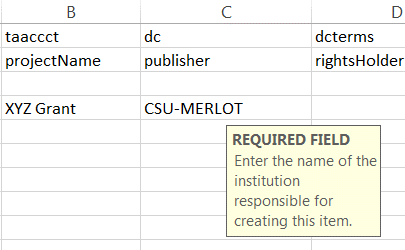 B C D
taaccct dc dcterms
projectName publisher rightsHolder
XYZ Grant CSU-MERLOT
REQUIRED FIELD
Enter the name of the
institution
responsible for
creating this item.